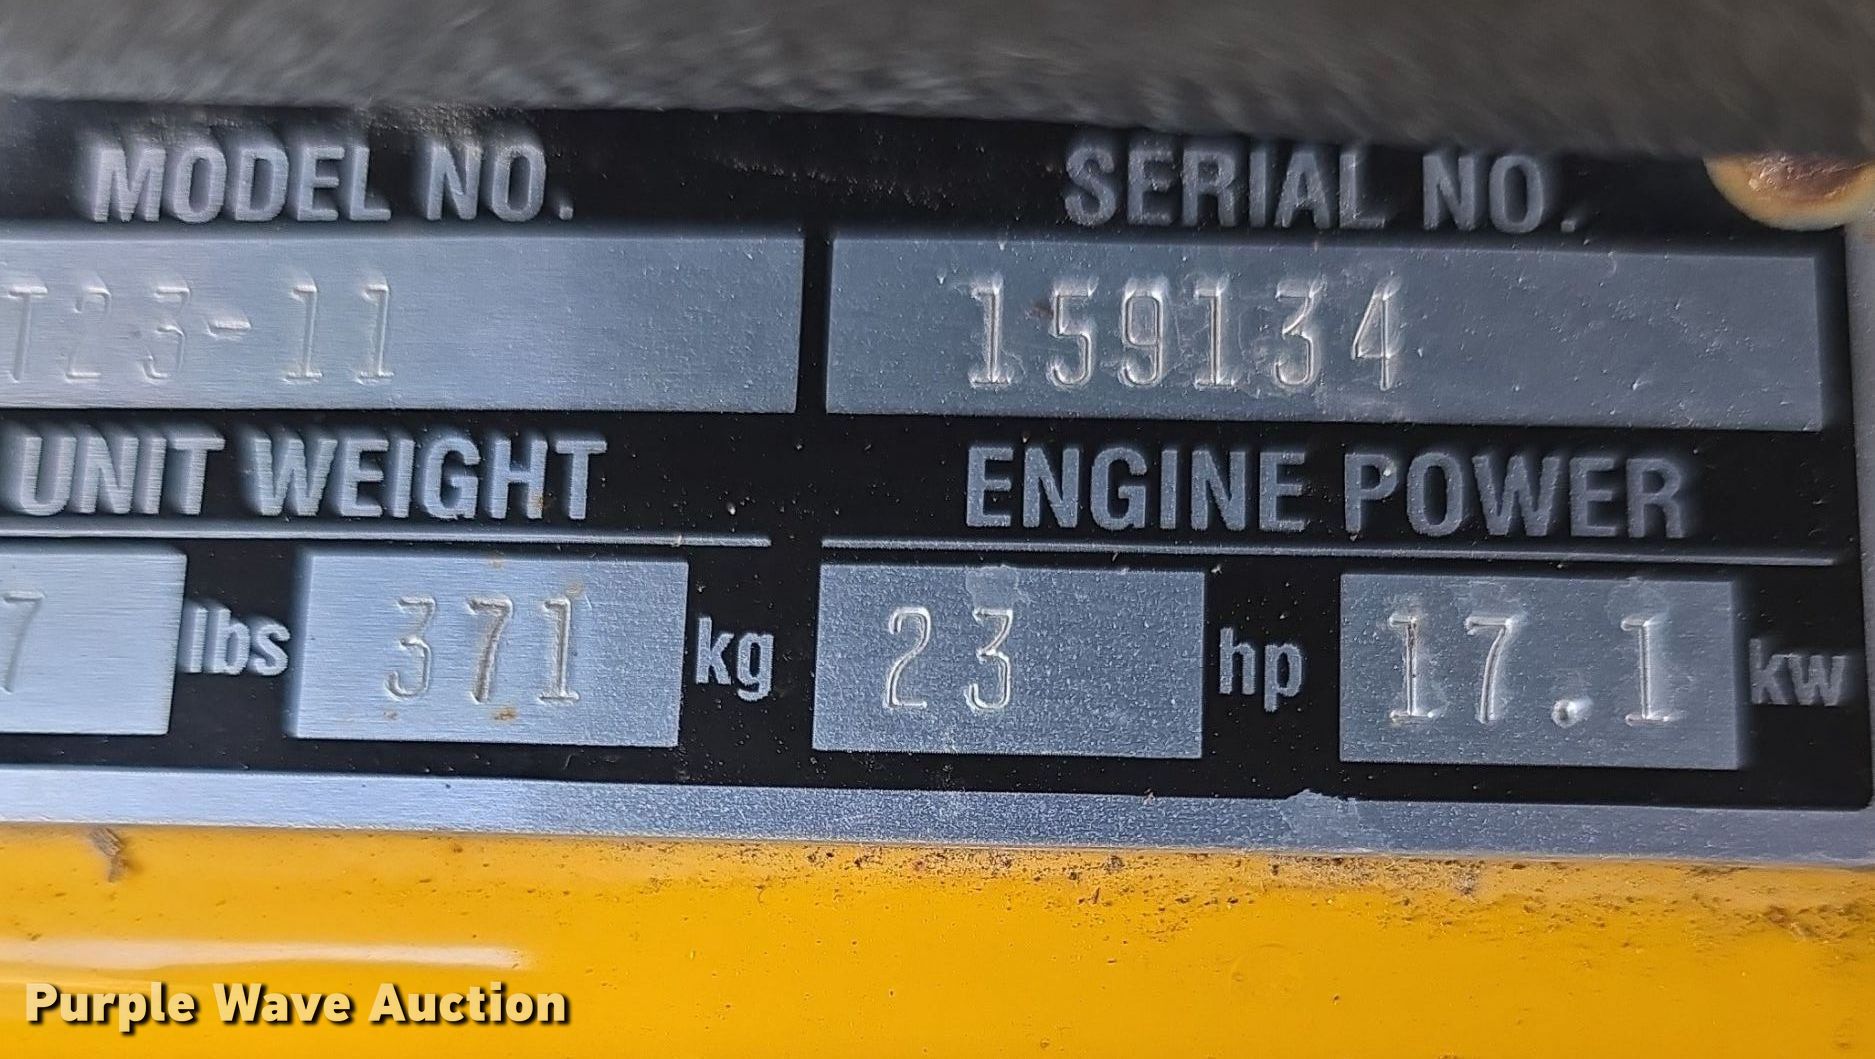 MODEL NO. SERIAL NO.
T23-11 159134
UNIT WEIGHT ENGINE POWER
7 lbs 371 kg 23 hp 17.1 kw
Purple Wave Auction